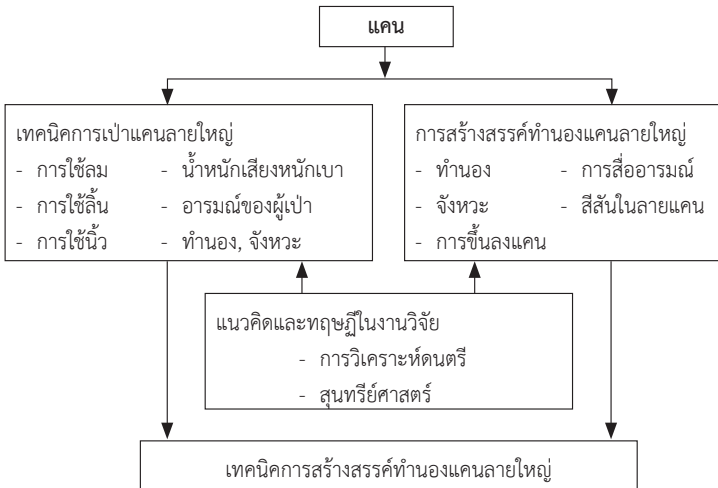 แคน
เทคนิคการเป่าแคนลายใหญ่
- การใช้ลม - น้ำหนักเสียงหนักเบา
- การใช้ลิ้น - อารมณ์ของผู้เป่า
- การใช้นิ้ว - ทำนอง, จังหวะ
การสร้างสรรค์ทำนองแคนลายใหญ่
- ทำนอง - การสื่ออารมณ์
- จังหวะ - สีสันในลายแคน
- การขึ้นลงแคน
แนวคิดและทฤษฏีในงานวิจัย
- การวิเคราะห์ดนตรี
- สุนทรีย์ศาสตร์
เทคนิคการสร้างสรรค์ทำนองแคนลายใหญ่